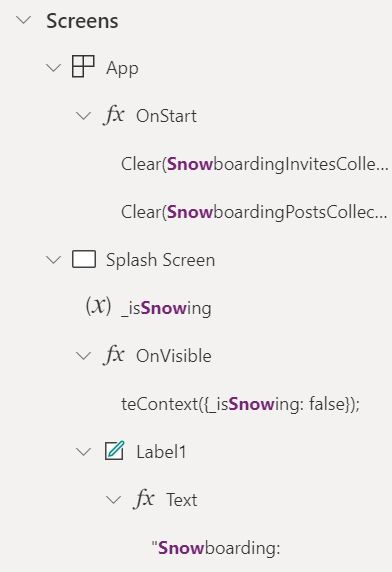 Screens
App
fx OnStart
Clear(SnowboardingInvitesColle...
Clear(SnowboardingPostsCollec...
Splash Screen
(x) _isSnowing
fx OnVisible
teContext({_isSnowing: false});
Label1
fx Text
"Snowboarding: